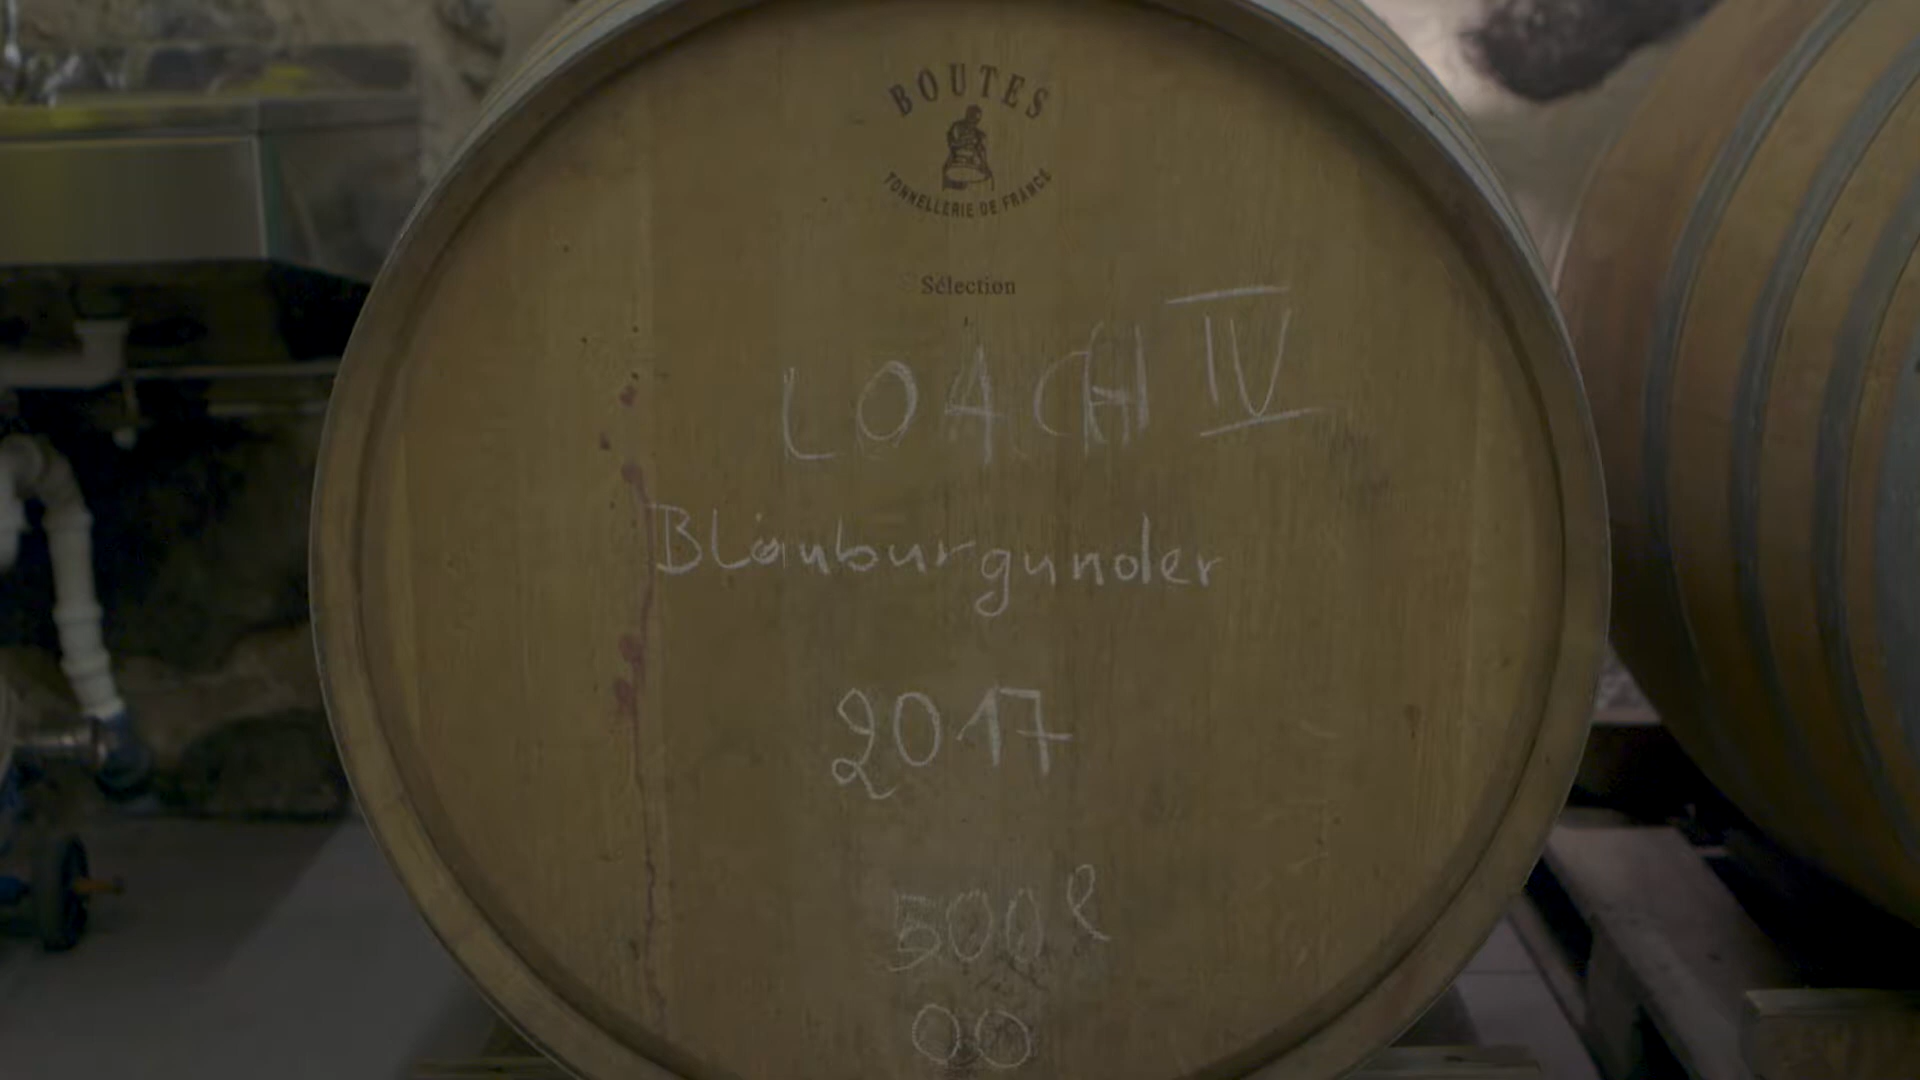 BOUTES
TONNELLERIE DE FRANCE
Sélection
LOACH IV
Blauburgunder
2017
500 l
00